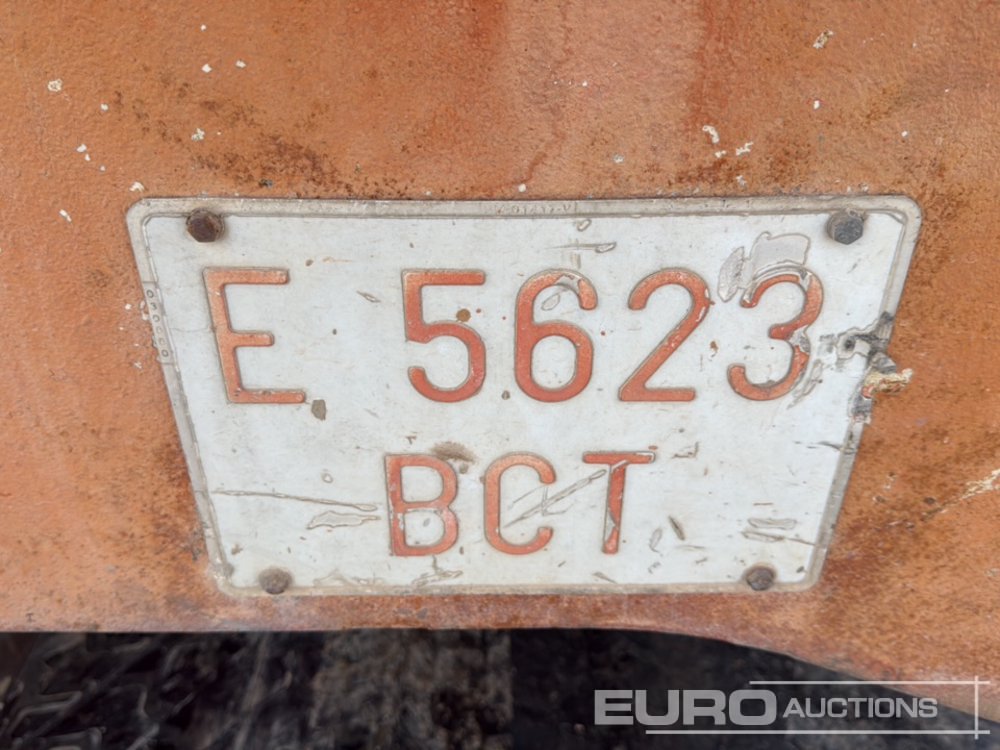 E 5623
BCT
EURO AUCTIONS